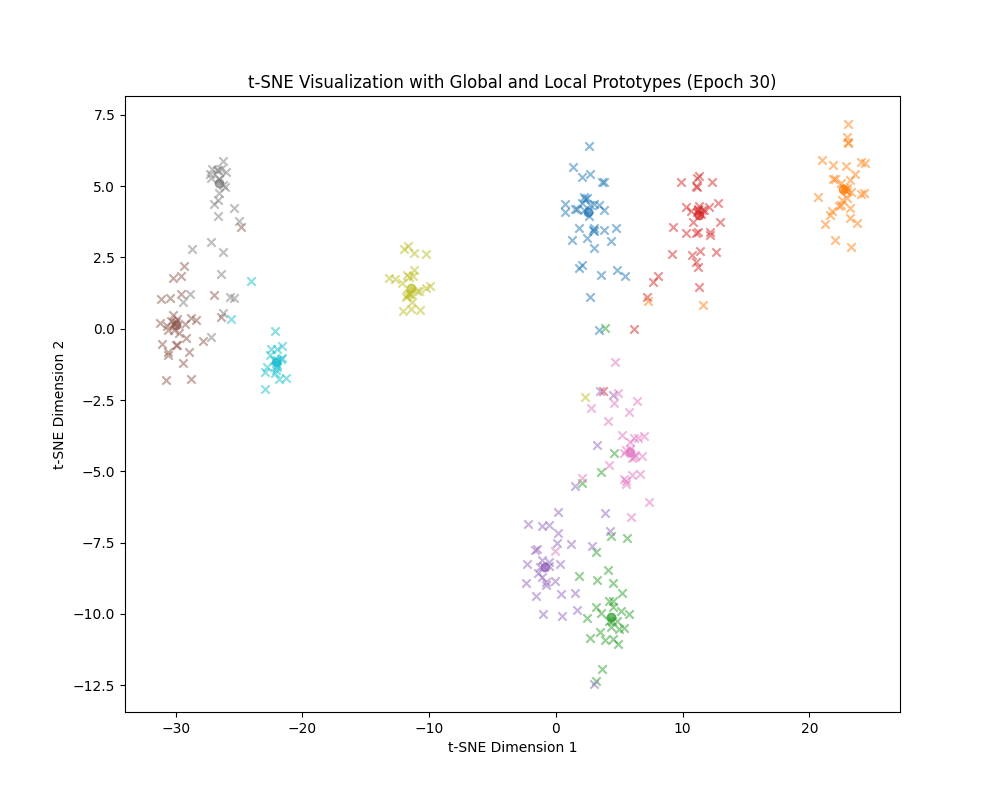 t-SNE Visualization with Global and Local Prototypes (Epoch 30)
7.5
5.0
2.5
0.0
−2.5
−5.0
−7.5
−10.0
−12.5
t-SNE Dimension 2
−30 −20 −10 0 10 20
t-SNE Dimension 1